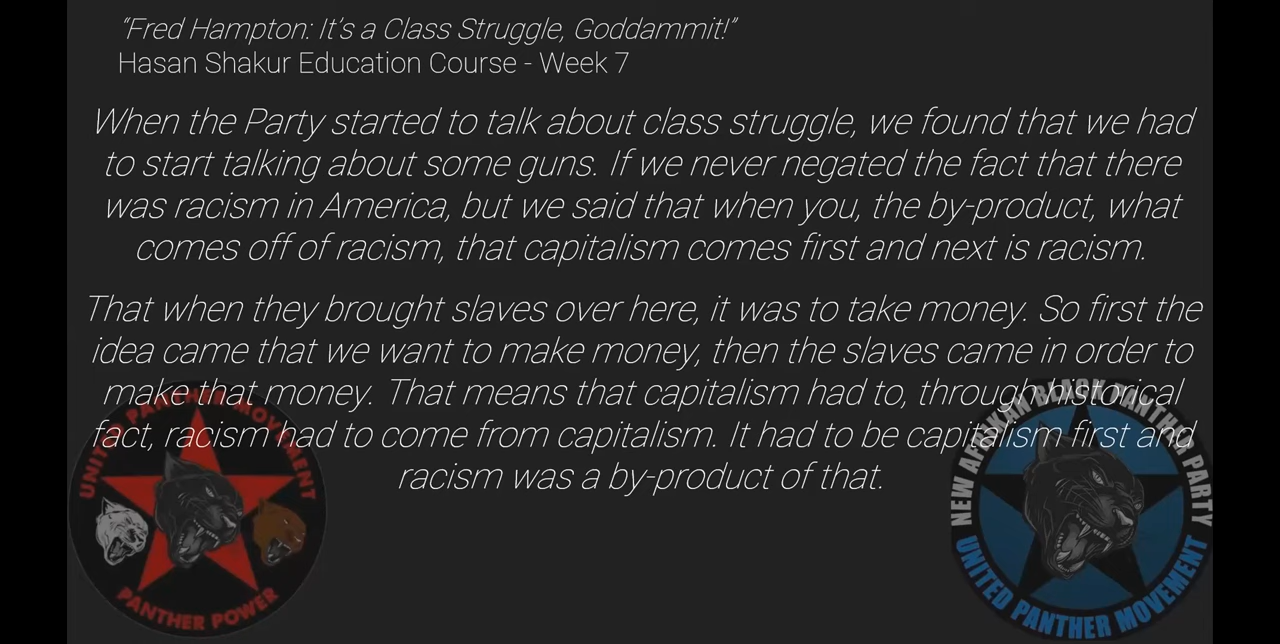 “Fred Hampton: It’s a Class Struggle, Goddammit!”
Hasan Shakur Education Course - Week 7
When the Party started to talk about class struggle, we found that we had
to start talking about some guns. If we never negated the fact that there
was racism in America, but we said that when you, the by-product, what
comes off of racism, that capitalism comes first and next is racism.
That when they brought slaves over here, it was to take money. So first the
idea came that we want to make money, then the slaves came in order to
make that money. That means that capitalism had to, through historical
fact, racism had to come from capitalism. It had to be capitalism first and
racism was a by-product of that.
UNITED PANTHER MOVEMENT
PANTHER POWER
NEW AFRIKAN BLACK PANTHER PARTY
UNITED PANTHER MOVEMENT